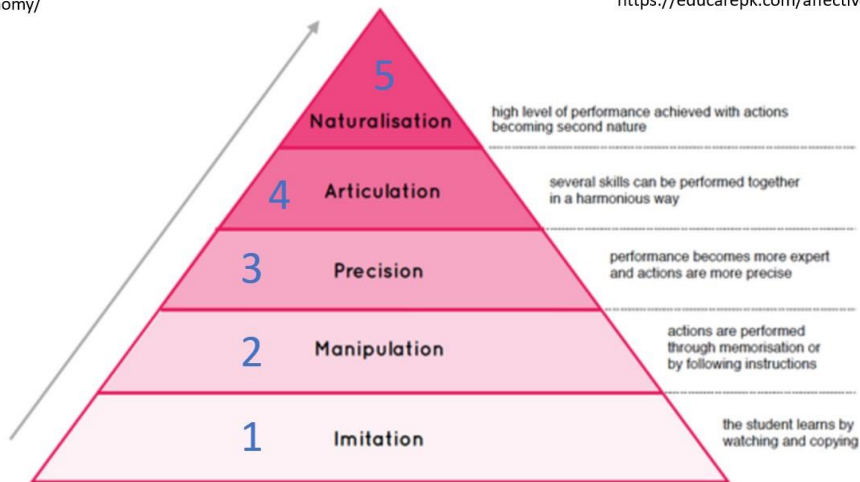 omy/
https://educarepk.com/affectiv
5
Naturalisation
high level of performance achieved with actions
becoming second nature
4
Articulation
several skills can be performed together
in a harmonious way
3
Precision
performance becomes more expert
and actions are more precise
2
Manipulation
actions are performed
through memorisation or
by following instructions
1
Imitation
the student learns by
watching and copying